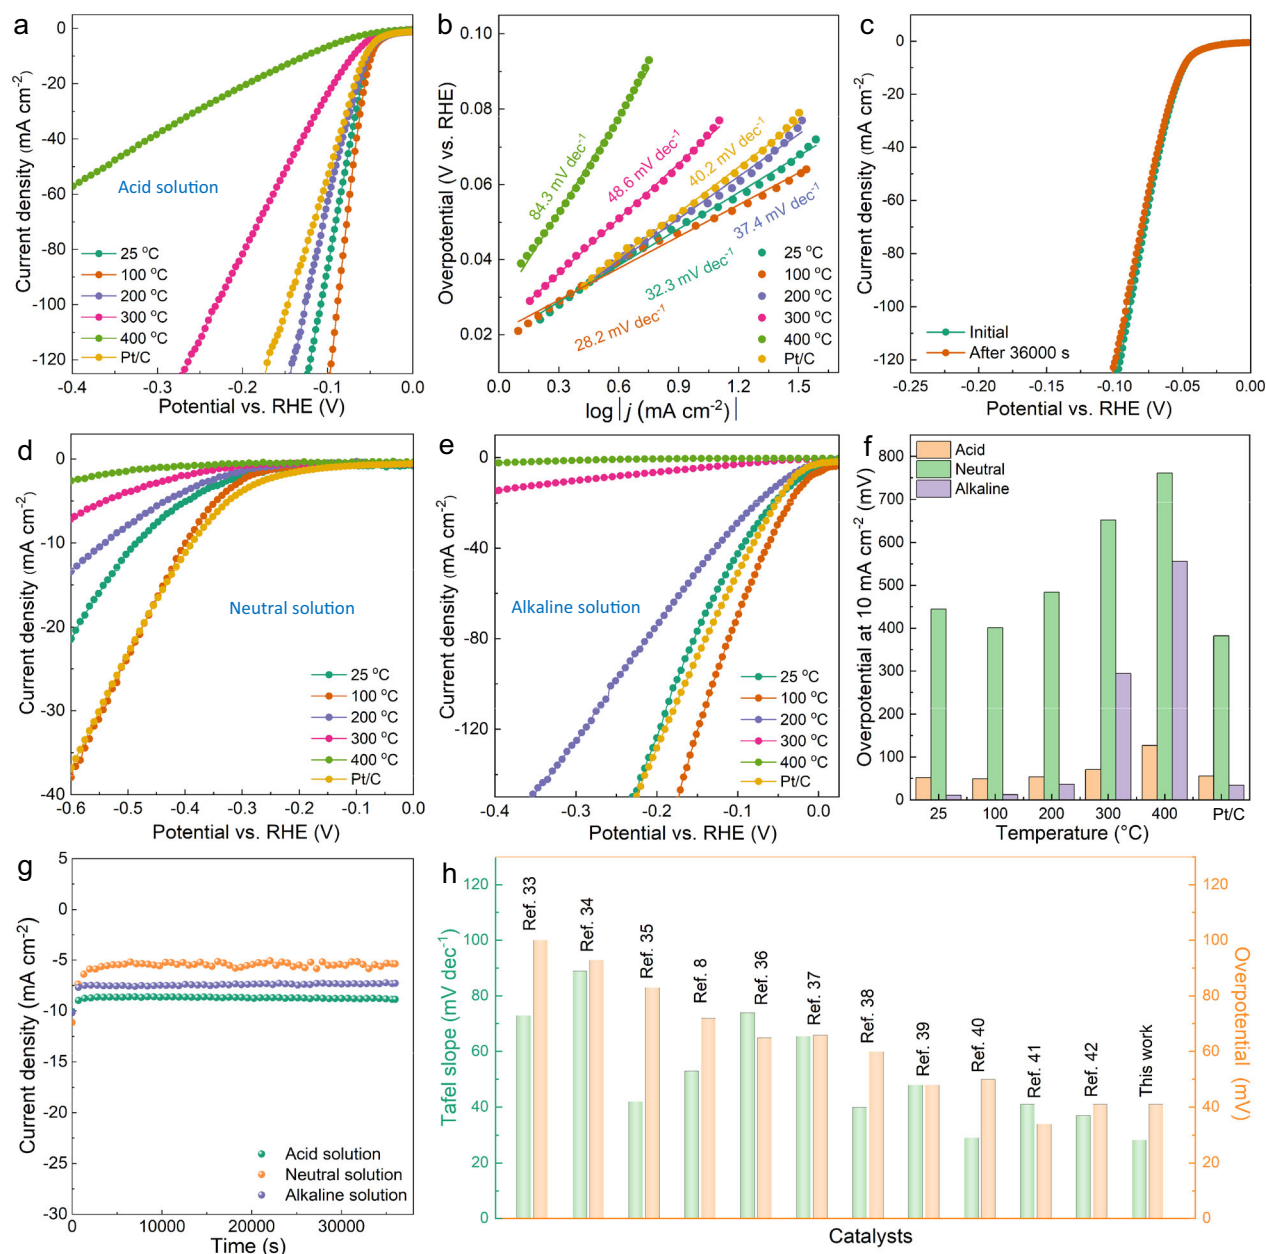 a
0
-20
-40
-60
-80
-100
-120
Current density (mA cm⁻²)
Acid solution
25 °C
100 °C
200 °C
300 °C
400 °C
Pt/C
-0.4
-0.3
-0.2
-0.1
0.0
Potential vs. RHE (V)
b
0.10
0.08
0.06
0.04
0.02
Overpotential (V vs. RHE)
84.3 mV dec⁻¹
48.6 mV dec⁻¹
40.2 mV dec⁻¹
37.4 mV dec⁻¹
32.3 mV dec⁻¹
28.2 mV dec⁻¹
25 °C
100 °C
200 °C
300 °C
400 °C
Pt/C
0.0
0.3
0.6
0.9
1.2
1.5
log|j (mA cm⁻²)|
c
0
-20
-40
-60
-80
-100
-120
Current density (mA cm⁻²)
Initial
After 36000 s
-0.25
-0.20
-0.15
-0.10
-0.05
0.00
Potential vs. RHE (V)
d
0
-10
-20
-30
-40
Current density (mA cm⁻²)
Neutral solution
25 °C
100 °C
200 °C
300 °C
400 °C
Pt/C
-0.6
-0.5
-0.4
-0.3
-0.2
-0.1
0.0
Potential vs. RHE (V)
e
0
-40
-80
-120
Current density (mA cm⁻²)
Alkaline solution
25 °C
100 °C
200 °C
300 °C
400 °C
Pt/C
-0.4
-0.3
-0.2
-0.1
0.0
Potential vs. RHE (V)
f
800
700
600
500
400
300
200
100
0
Overpotential at 10 mA cm⁻² (mV)
Acid
Neutral
Alkaline
25
100
200
300
400
Pt/C
Temperature (°C)
g
5
0
-5
-10
-15
-20
-25
-30
Current density (mA cm⁻²)
Acid solution
Neutral solution
Alkaline solution
0
10000
20000
30000
Time (s)
h
120
100
80
60
40
20
0
Tafel slope (mV dec⁻¹)
Ref. 33
Ref. 34
Ref. 35
Ref. 8
Ref. 36
Ref. 37
Ref. 38
Ref. 39
Ref. 40
Ref. 41
Ref. 42
This work
Catalysts
120
100
80
60
40
20
0
Overpotential (mV)